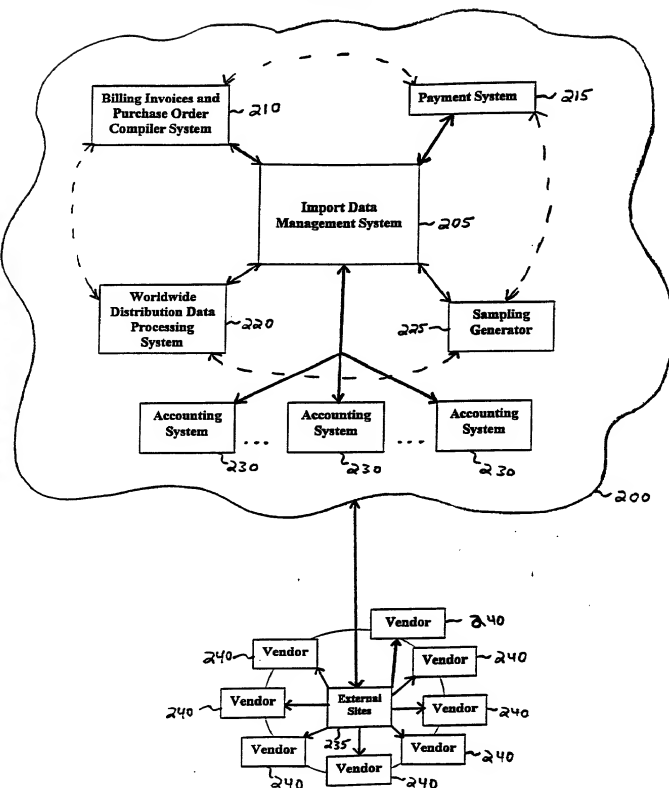 Billing Invoices and
Purchase Order
Compiler System
210
Payment System
215
Import Data
Management System
205
Worldwide
Distribution Data
Processing
System
220
Sampling
Generator
225
Accounting
System
230
...
Accounting
System
230
...
Accounting
System
230
200
Vendor
240
Vendor
240
Vendor
240
Vendor
240
External
Sites
235
Vendor
240
Vendor
240
Vendor
240
Vendor
240